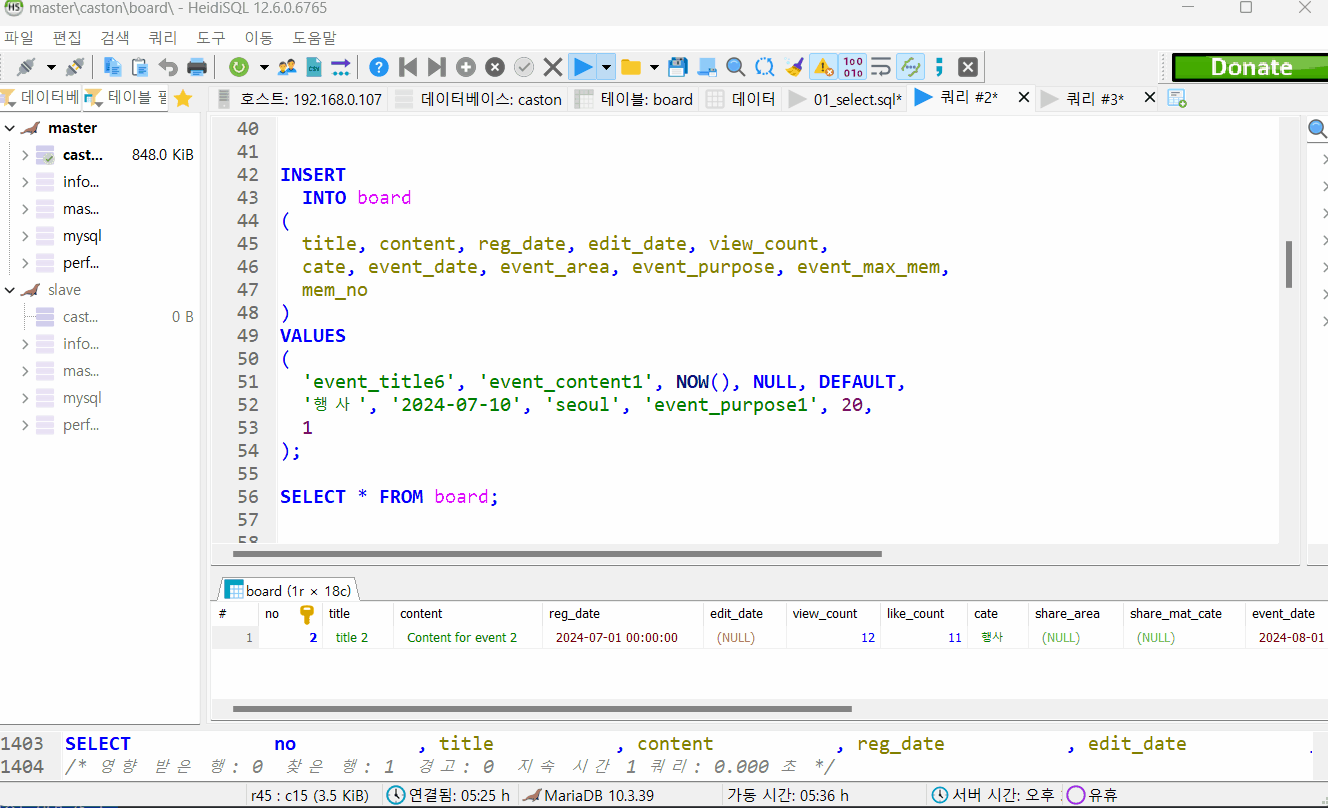 master\caston\board\ - HeidiSQL 12.6.0.6765
파일 편집 검색 쿼리 도구 이동 도움말
Donate
데이터베 테이블 필 호스트: 192.168.0.107 데이터베이스: caston 테이블: board 데이터 01_select.sql* 쿼리 #2* 쿼리 #3*
master
cast... 848.0 KiB
info...
mas...
mysql
perf...
slave
cast... 0 B
info...
mas...
mysql
perf...
40
41
42 INSERT
43 INTO board
44 (
45 title, content, reg_date, edit_date, view_count,
46 cate, event_date, event_area, event_purpose, event_max_mem,
47 mem_no
48 )
49 VALUES
50 (
51 'event_title6', 'event_content1', NOW(), NULL, DEFAULT,
52 '행사', '2024-07-10', 'seoul', 'event_purpose1', 20,
53 1
54 );
55
56 SELECT * FROM board;
57
58
board (1r × 18c)
# no title content reg_date edit_date view_count like_count cate share_area share_mat_cate event_date
1 2 title 2 Content for event 2 2024-07-01 00:00:00 (NULL) 12 11 행사 (NULL) (NULL) 2024-08-01
1403 SELECT no , title , content , reg_date , edit_date
1404 /* 영향 받은 행: 0 찾은 행: 1 경고: 0 지속 시간 1 쿼리: 0.000 초 */
r45 : c15 (3.5 KiB) 연결됨: 05:25 h MariaDB 10.3.39 가동 시간: 05:36 h 서버 시간: 오후 유휴